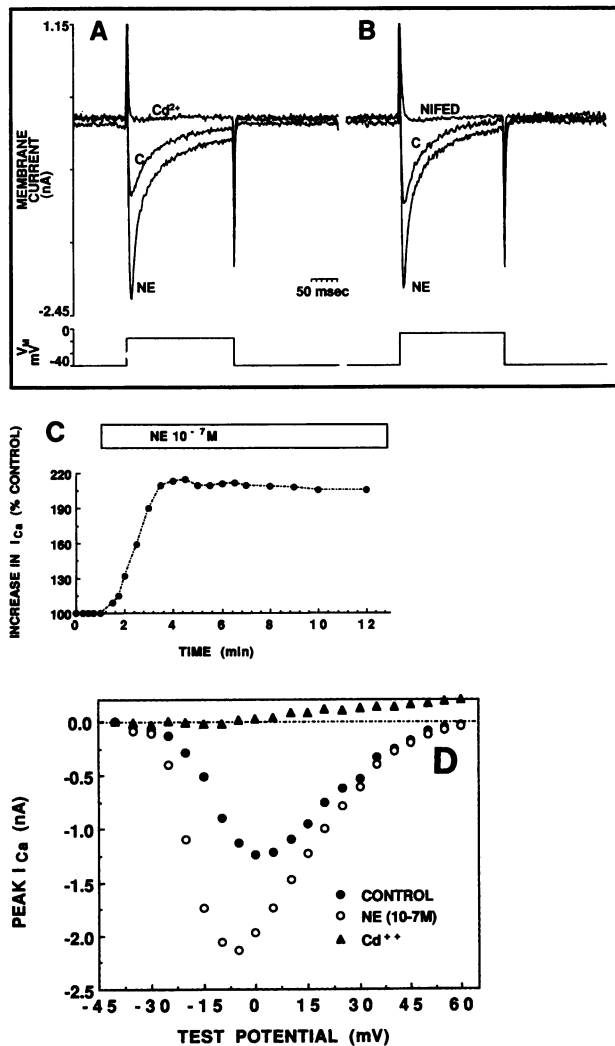 1.15
A
B
Cd2+
NIFED
C
C
MEMBRANE
CURRENT
(nA)
NE
NE
50 msec
-2.45
0
VM
mV
-40
C
NE 10-7M
INCREASE IN ICa (% CONTROL)
220
190
160
130
100
0 2 4 6 8 10 12
TIME (min)
D
PEAK ICa (nA)
0.0
-0.5
-1.0
-1.5
-2.0
-2.5
CONTROL
NE (10-7M)
Cd++
-45 -30 -15 0 15 30 45 60
TEST POTENTIAL (mV)